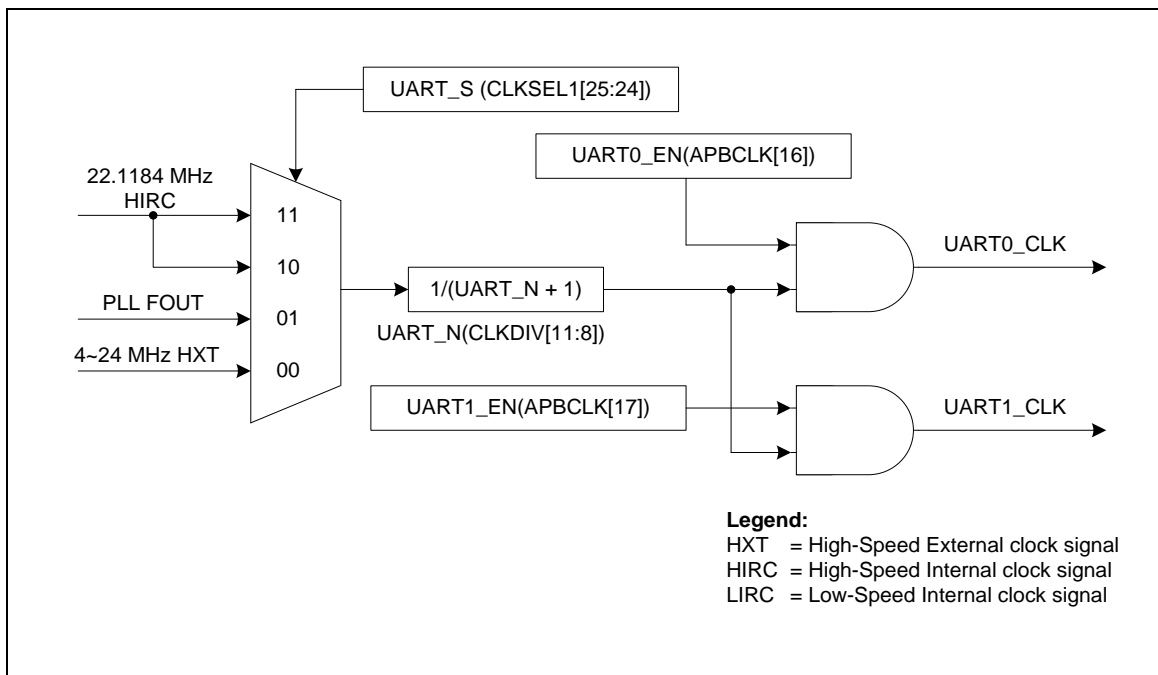 UART_S (CLKSEL1[25:24])
UART0_EN(APBCLK[16])
22.1184 MHz
HIRC
11
10
PLL FOUT
01
4~24 MHz HXT
00
1/(UART_N + 1)
UART_N(CLKDIV[11:8])
UART0_CLK
UART1_EN(APBCLK[17])
UART1_CLK
Legend:
HXT = High-Speed External clock signal
HIRC = High-Speed Internal clock signal
LIRC = Low-Speed Internal clock signal